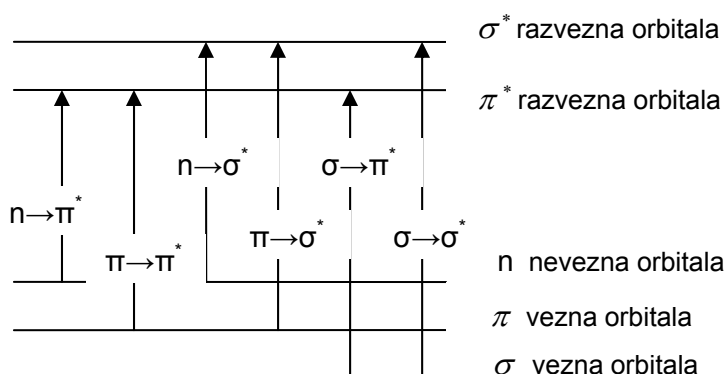 σ* razvezna orbitala
π* razvezna orbitala
n→σ*
σ→π*
n→π*
π→σ*
σ→σ*
π→π*
n nevezna orbitala
π vezna orbitala
σ vezna orbitala